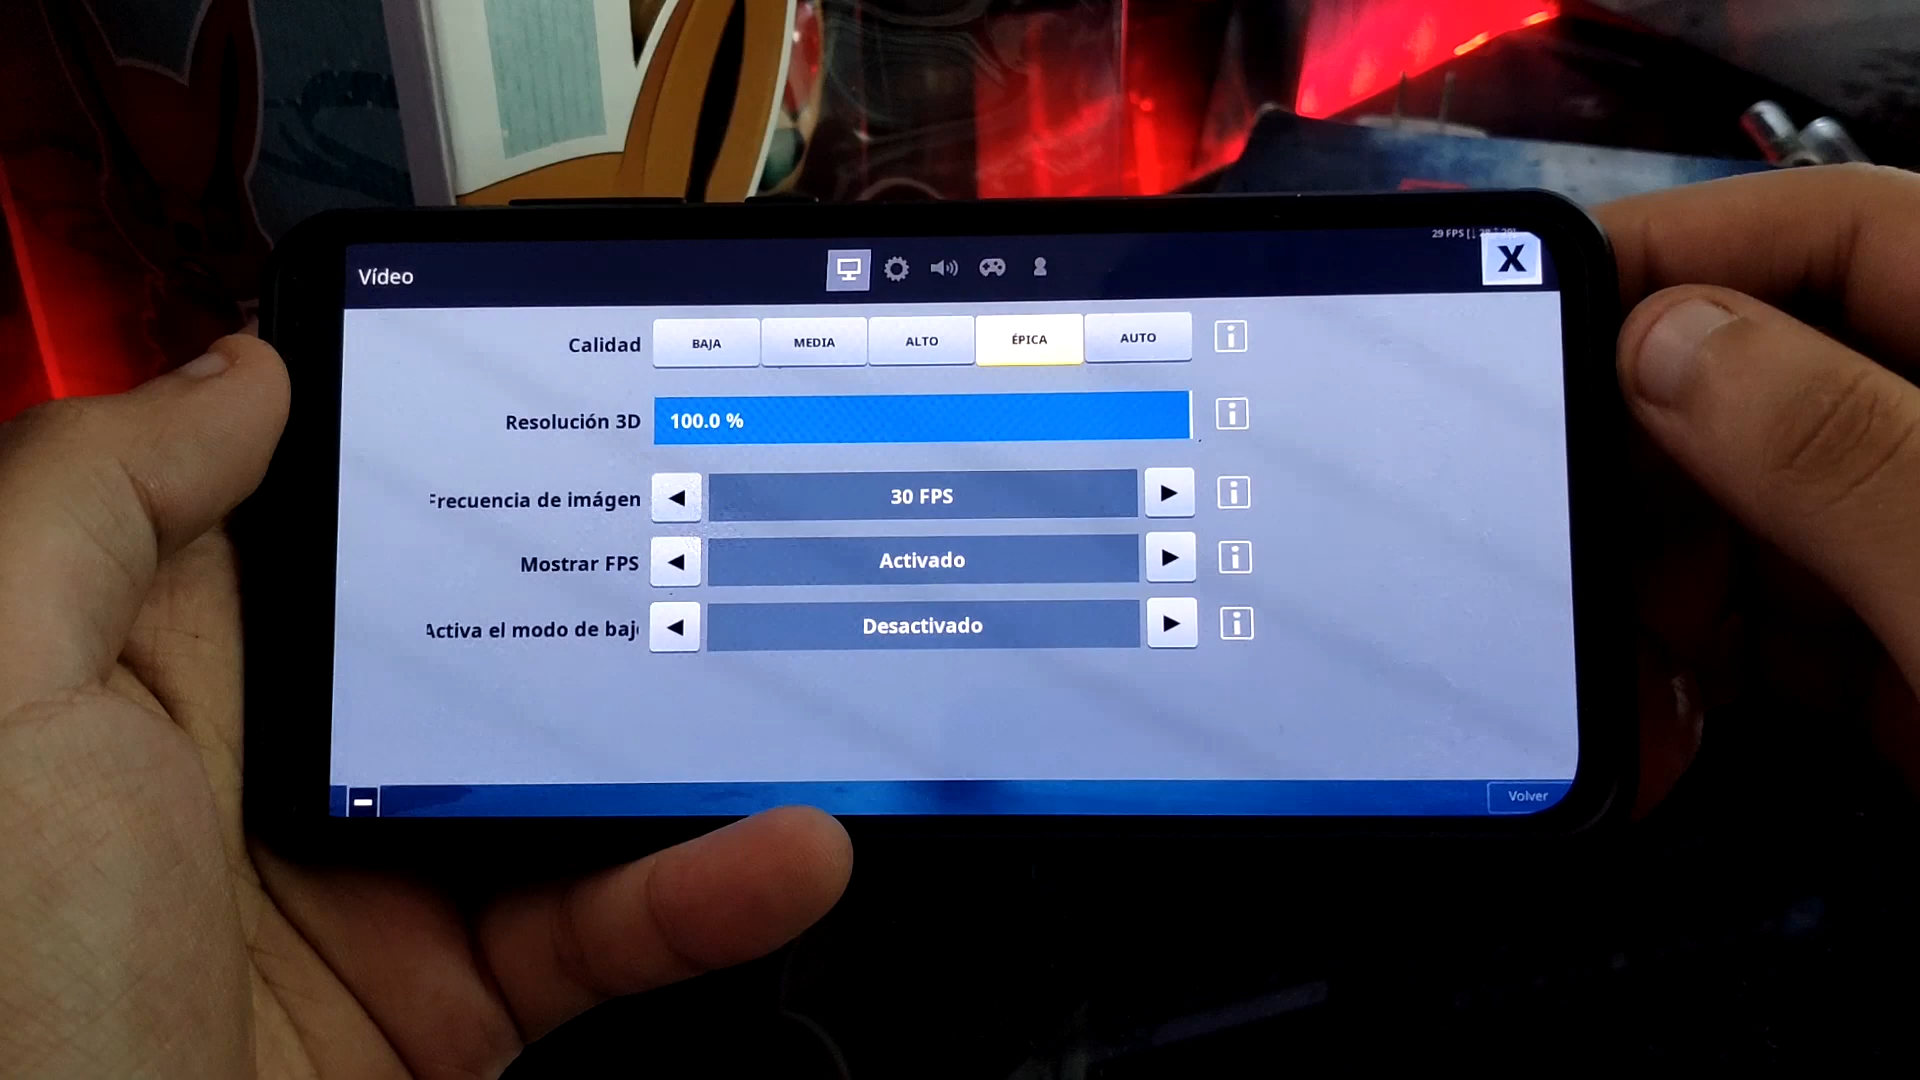 29 FPS
Vídeo
X
Calidad
BAJA
MEDIA
ALTO
ÉPICA
AUTO
Resolución 3D
100.0 %
Frecuencia de imágen
30 FPS
Mostrar FPS
Activado
Activa el modo de baj
Desactivado
Volver